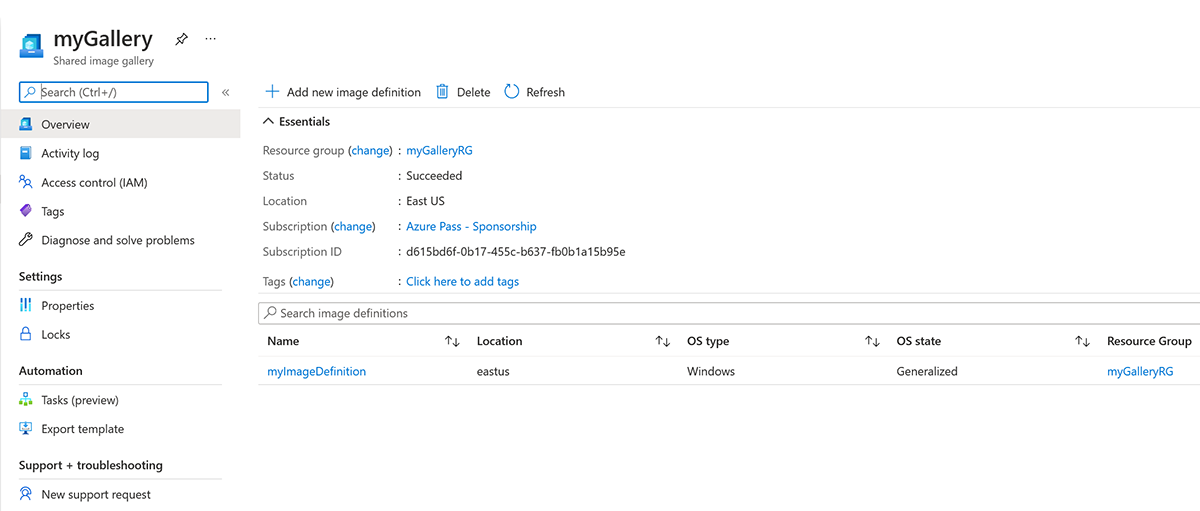 myGallery
...
Shared image gallery
Search (Ctrl+/)
«
Overview
Activity log
Access control (IAM)
Tags
Diagnose and solve problems
Settings
Properties
Locks
Automation
Tasks (preview)
Export template
Support + troubleshooting
New support request
+ Add new image definition Delete Refresh
Essentials
Resource group (change) : myGalleryRG
Status : Succeeded
Location : East US
Subscription (change) : Azure Pass - Sponsorship
Subscription ID : d615bd6f-0b17-455c-b637-fb0b1a15b95e
Tags (change) : Click here to add tags
Search image definitions
Name ↑↓ Location ↑↓ OS type ↑↓ OS state ↑↓ Resource Group
myImageDefinition eastus Windows Generalized myGalleryRG